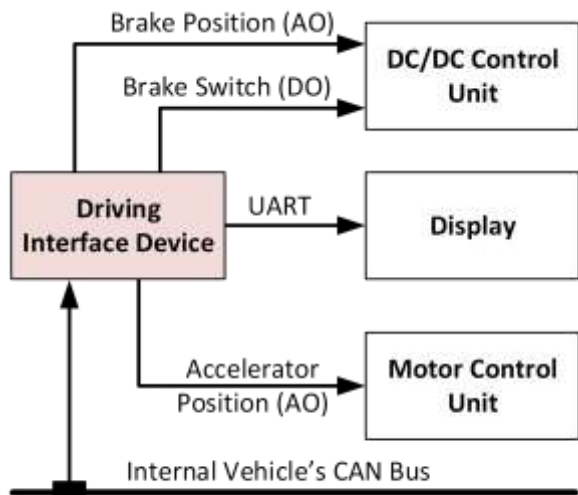 Brake Position (AO)
DC/DC Control
Unit
Brake Switch (DO)
Driving
Interface Device
UART
Display
Accelerator
Position (AO)
Motor Control
Unit
Internal Vehicle's CAN Bus